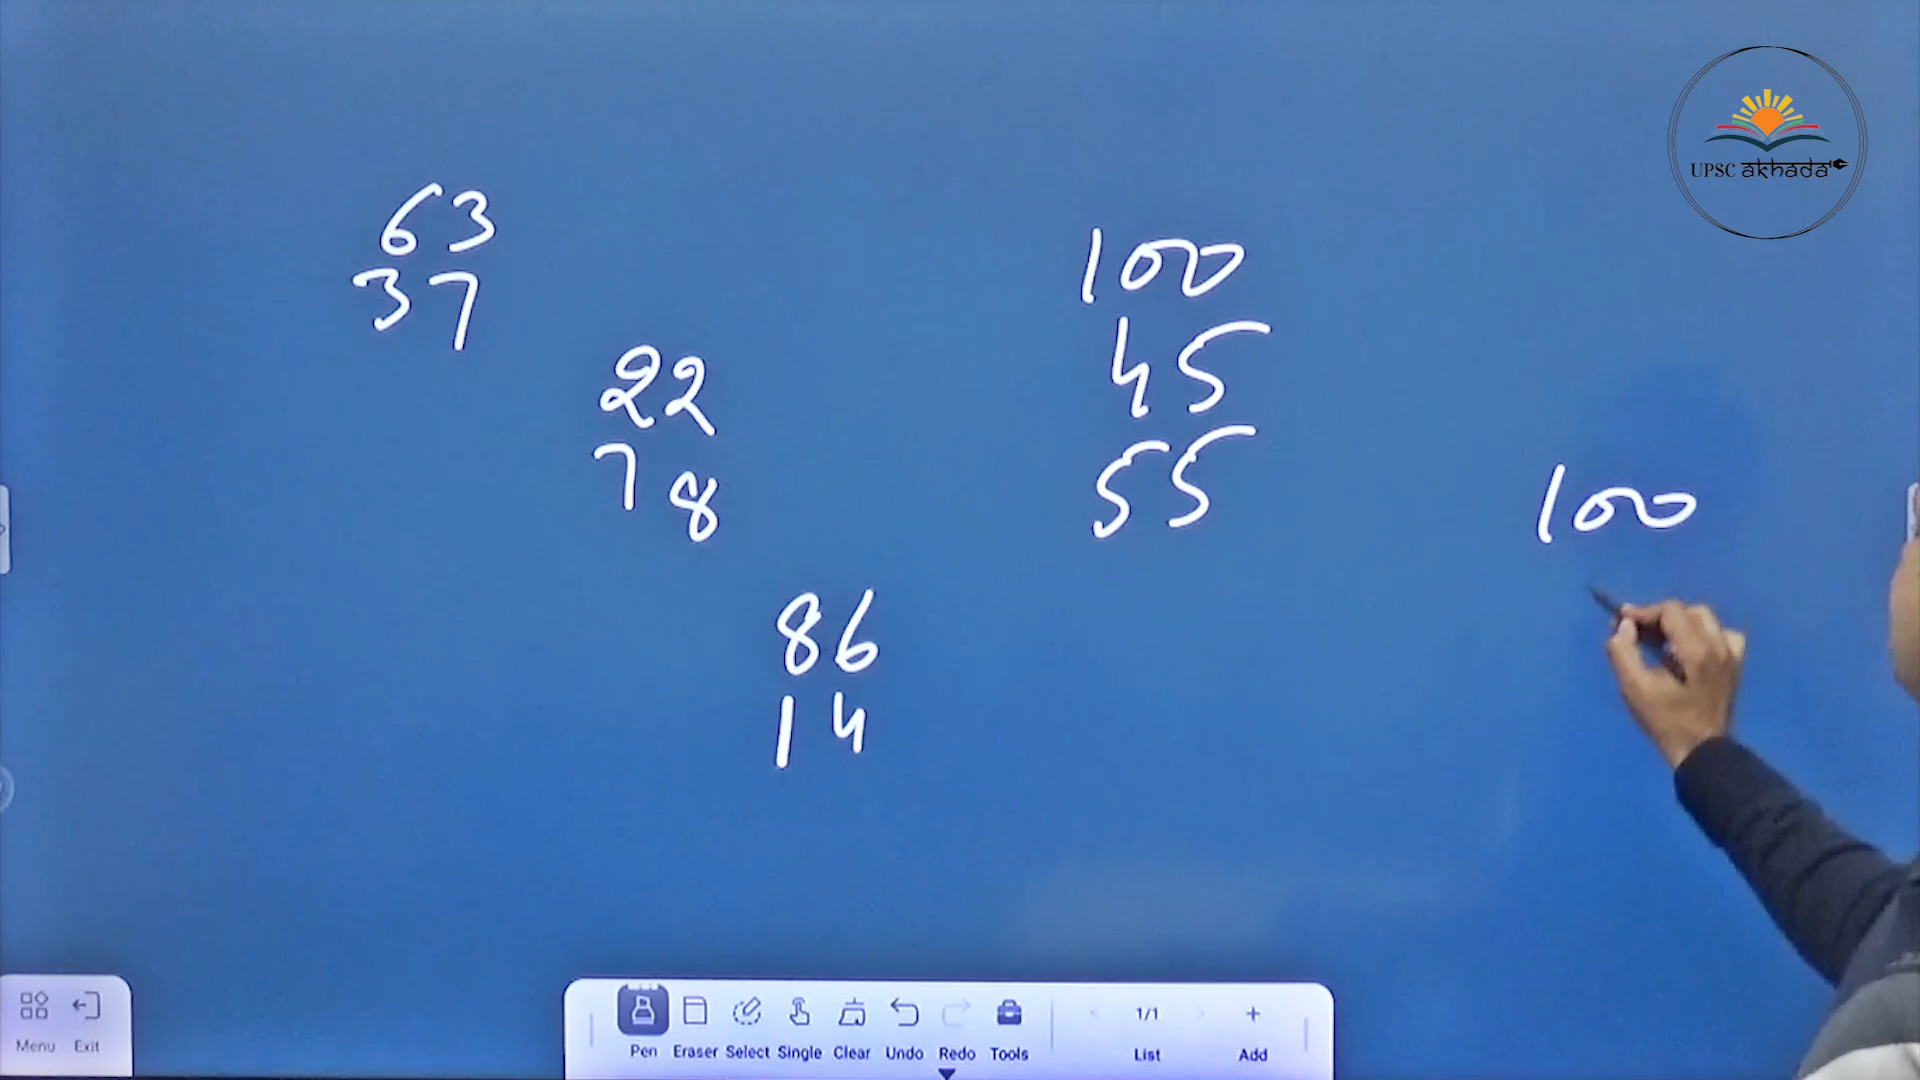 63
37
22
78
86
14
100
45
55
100
UPSC akhada
Menu Exit
Pen Eraser Select Single Clear Undo Redo Tools
1/1
List
Add